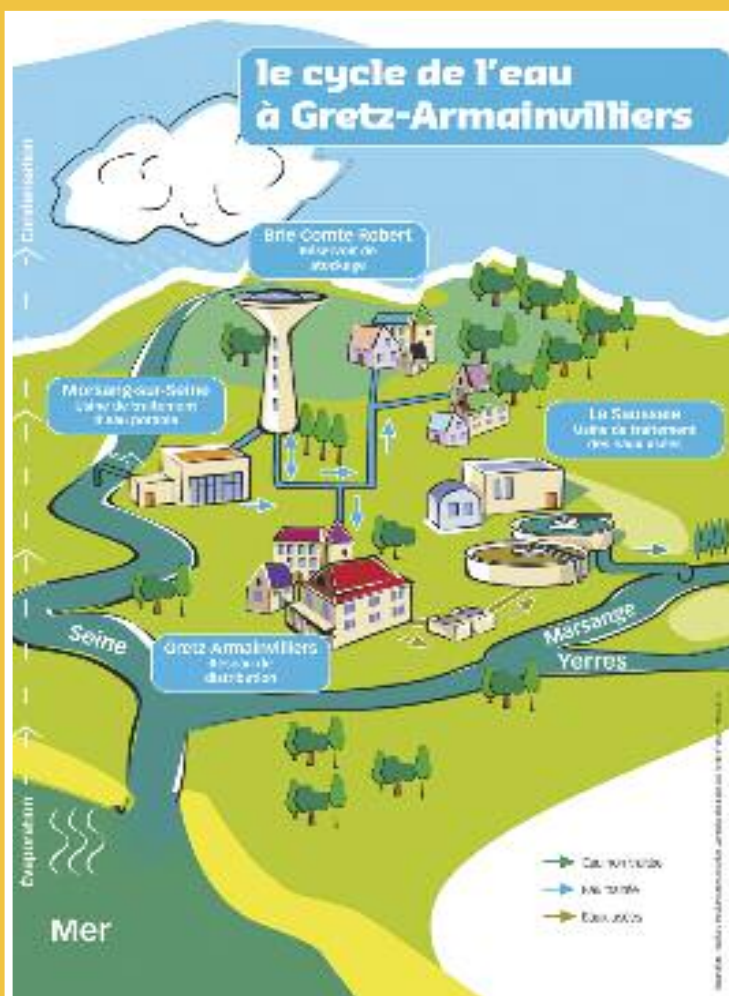 le cycle de l'eau
à Gretz-Armainvilliers
Condensation
Brie Comte Robert
Réservoir de
stockage
Morsang-sur-Seine
Usine de traitement
d'eau potable
La Saussaie
Usine de traitement
des eaux usées
Seine
Gretz Armainvilliers
Réseau de
distribution
Marsange
Yerres
Évaporation
Mer
Eau non traitée
Eau traitée
Eaux usées